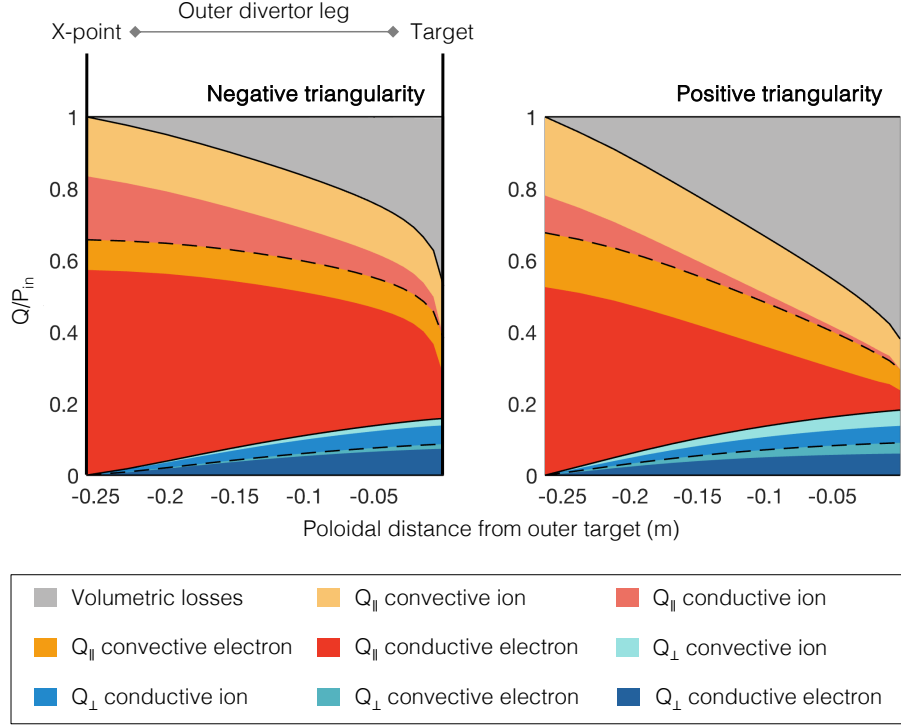 Outer divertor leg
X-point Target
Negative triangularity Positive triangularity
1 1
0.8 0.8
0.6 0.6
Q/P_in
0.4 0.4
0.2 0.2
0 0
-0.25 -0.2 -0.15 -0.1 -0.05 -0.25 -0.2 -0.15 -0.1 -0.05
Poloidal distance from outer target (m)
Volumetric losses Q∥ convective ion Q∥ conductive ion
Q∥ convective electron Q∥ conductive electron Q⊥ convective ion
Q⊥ conductive ion Q⊥ convective electron Q⊥ conductive electron